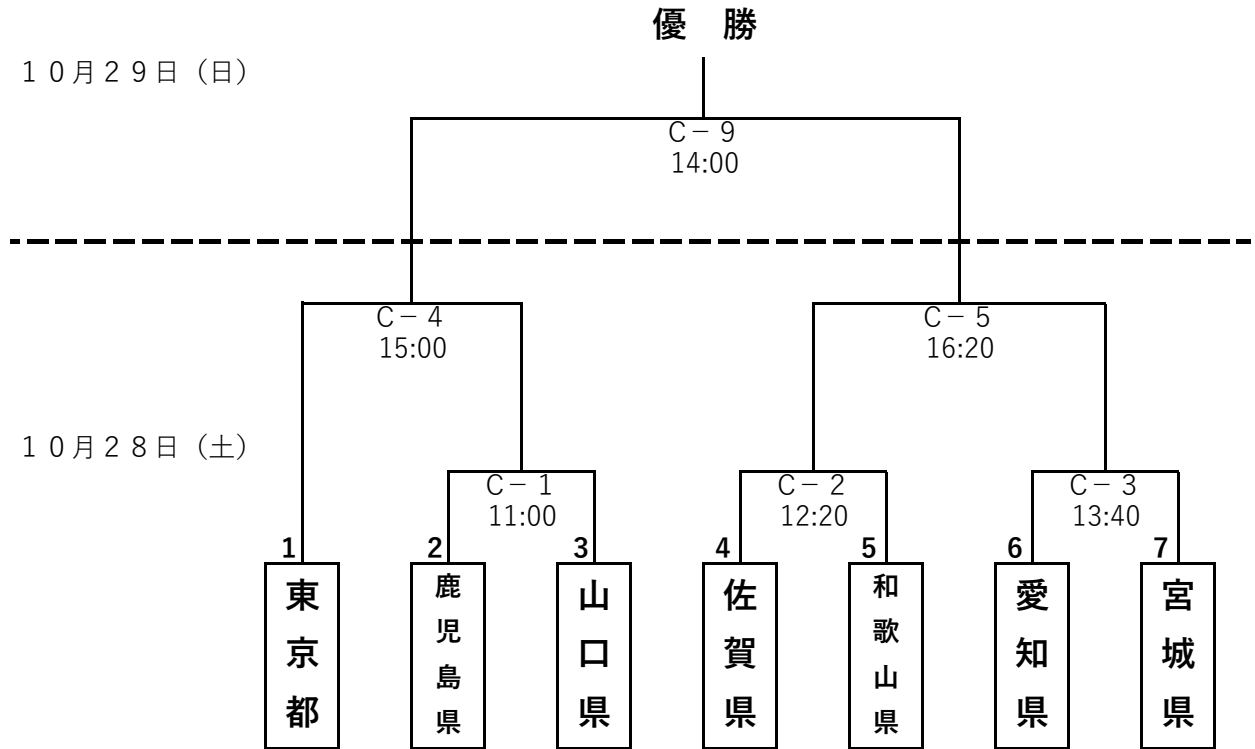 優　勝
１０月２９日（日）
Ｃ－９
14:00
Ｃ－４
15:00
Ｃ－５
16:20
１０月２８日（土）
Ｃ－１
11:00
Ｃ－２
12:20
Ｃ－３
13:40
1
2
3
4
5
6
7
東京都
鹿児島県
山口県
佐賀県
和歌山県
愛知県
宮城県